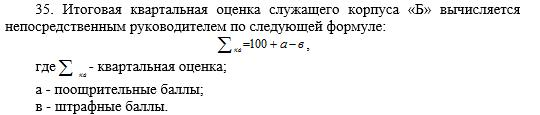 35. Итоговая квартальная оценка служащего корпуса «Б» вычисляется
непосредственным руководителем по следующей формуле:
∑кв=100 + а – в ,
где ∑ кв - квартальная оценка;
а - поощрительные баллы;
в - штрафные баллы.